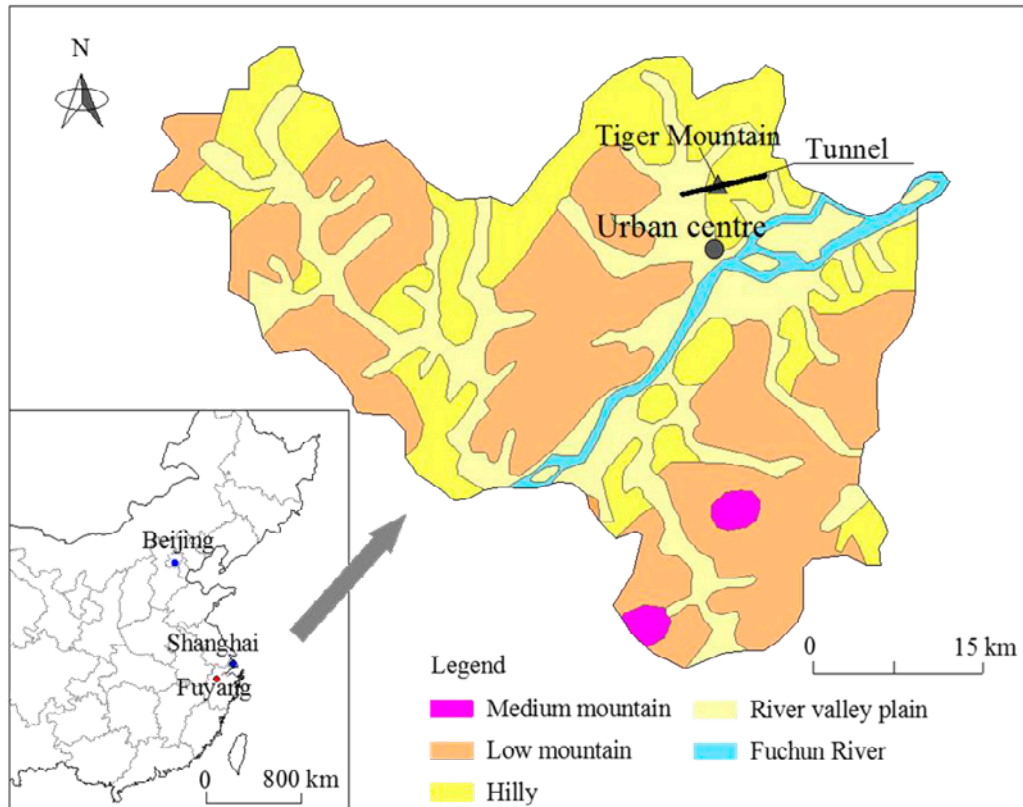 N
Tiger Mountain
Tunnel
Urban centre
Beijing
Shanghai
Fuyang
0 800 km
0 15 km
Legend
Medium mountain
Low mountain
Hilly
River valley plain
Fuchun River